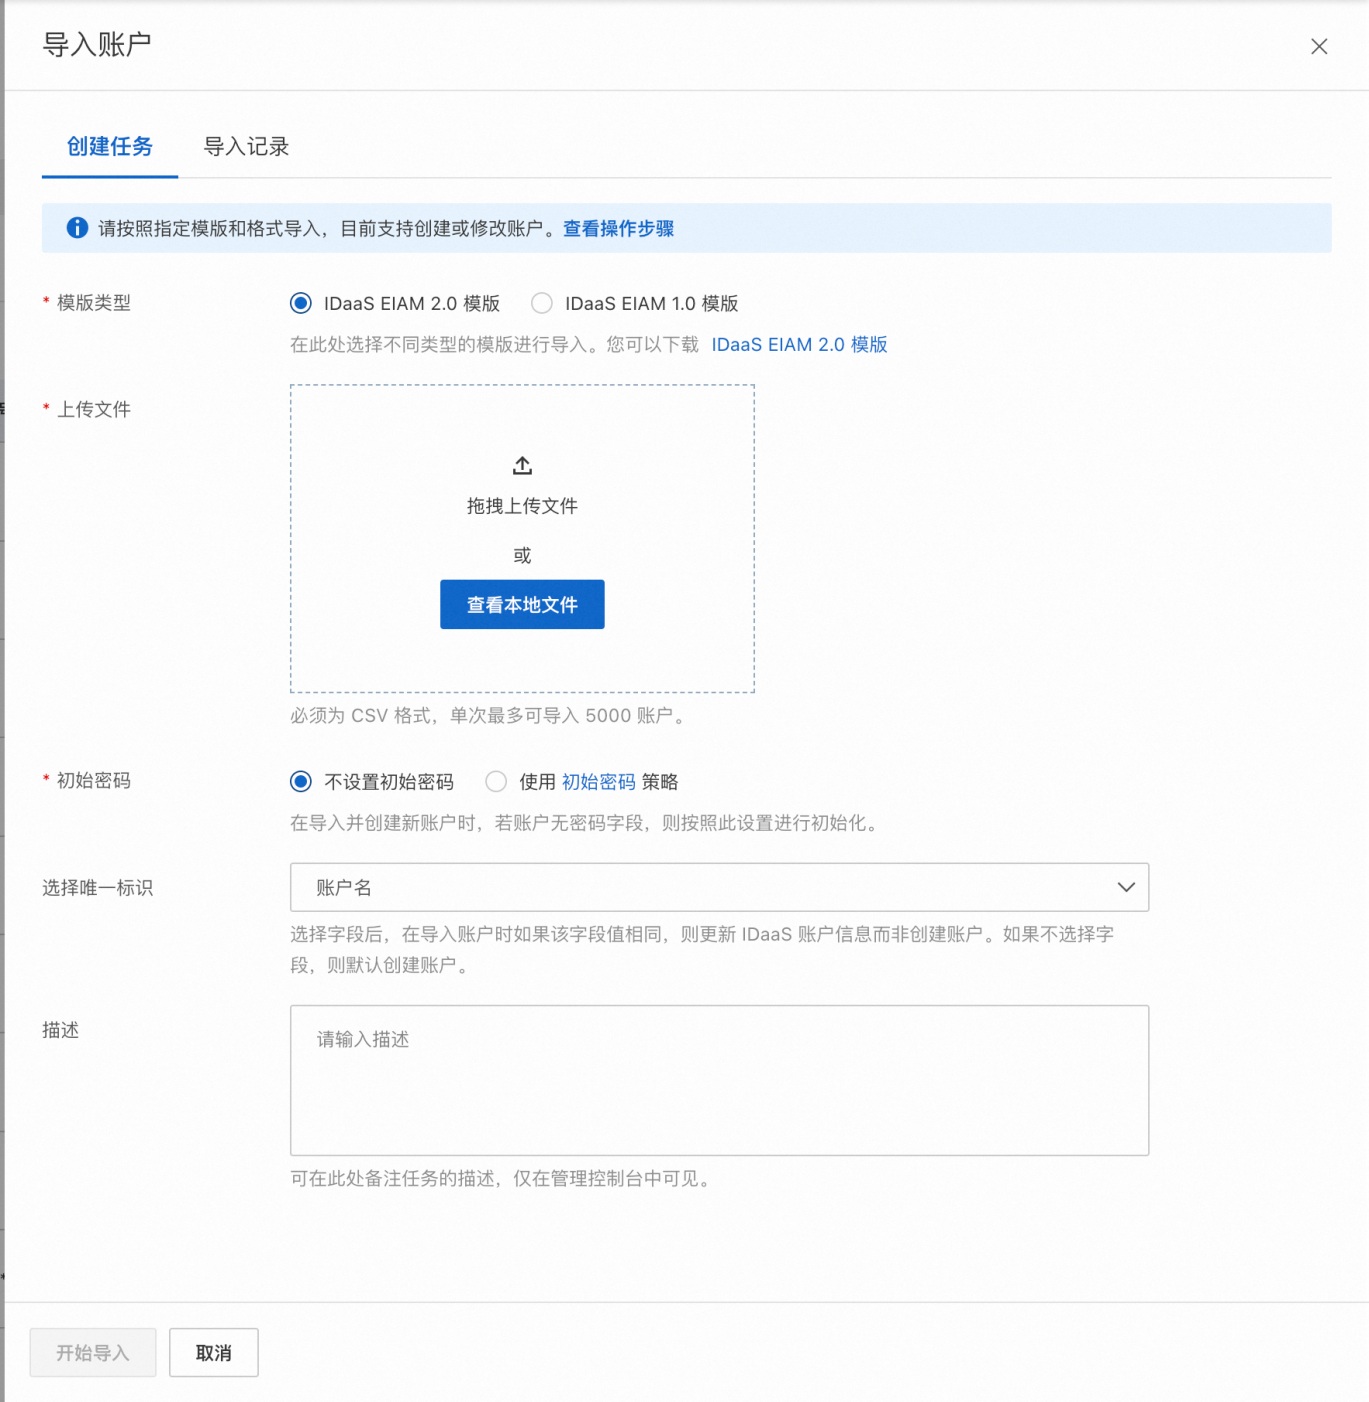 导入账户
创建任务 导入记录
请按照指定模版和格式导入，目前支持创建或修改账户。查看操作步骤
* 模版类型 IDaaS EIAM 2.0 模版 IDaaS EIAM 1.0 模版
在此处选择不同类型的模版进行导入。您可以下载 IDaaS EIAM 2.0 模版
* 上传文件
拖拽上传文件
或
查看本地文件
必须为 CSV 格式，单次最多可导入 5000 账户。
* 初始密码 不设置初始密码 使用 初始密码 策略
在导入并创建新账户时，若账户无密码字段，则按照此设置进行初始化。
选择唯一标识 账户名
选择字段后，在导入账户时如果该字段值相同，则更新 IDaaS 账户信息而非创建账户。如果不选择字
段，则默认创建账户。
描述 请输入描述
可在此处备注任务的描述，仅在管理控制台中可见。
开始导入 取消